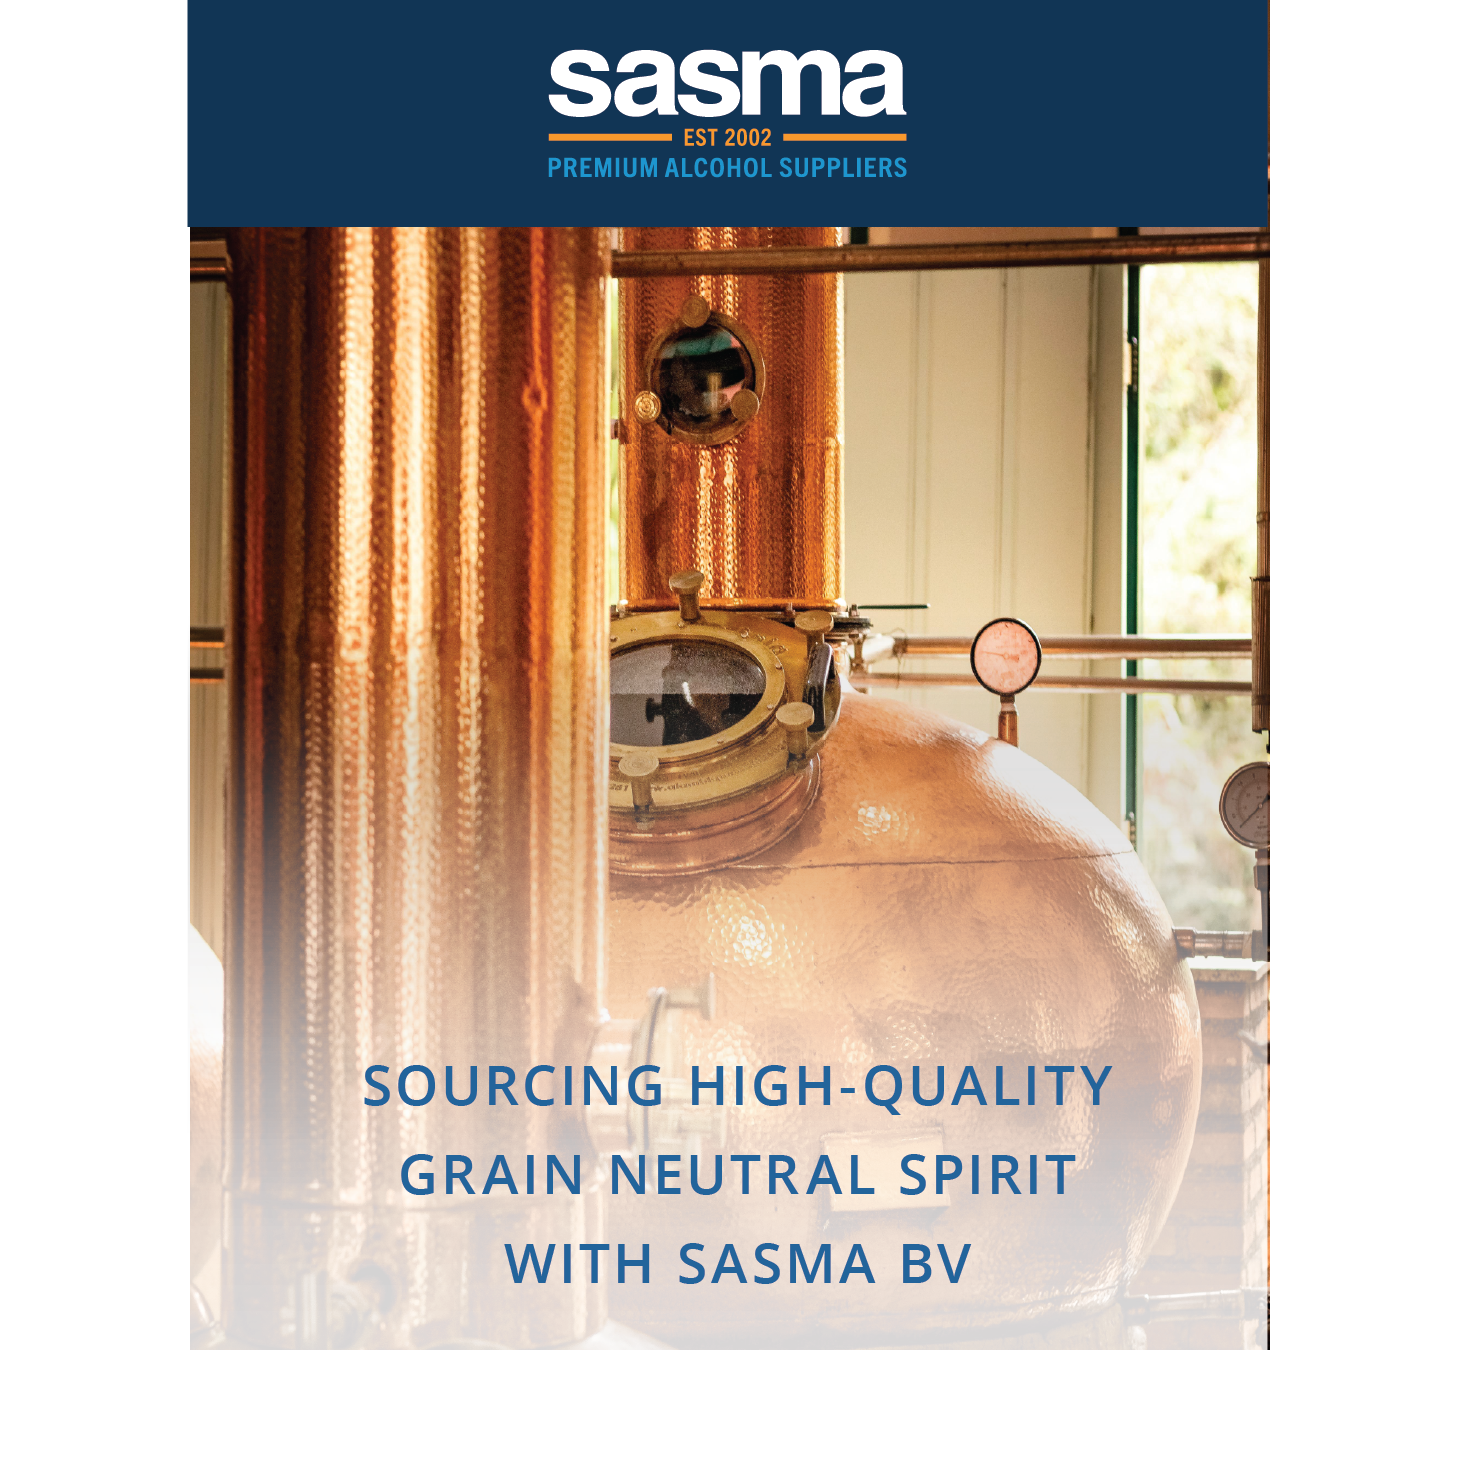 sasma
EST 2002
PREMIUM ALCOHOL SUPPLIERS
SOURCING HIGH-QUALITY
GRAIN NEUTRAL SPIRIT
WITH SASMA BV